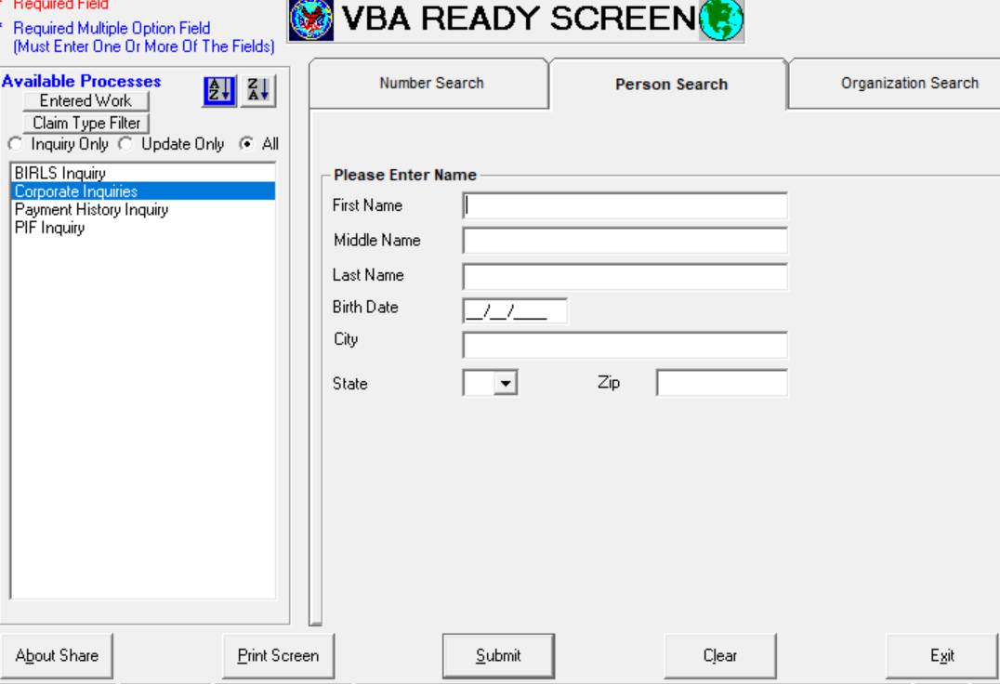 * Required Field
* Required Multiple Option Field
(Must Enter One Or More Of The Fields)
VBA READY SCREEN
Available Processes
Entered Work
Claim Type Filter
A Z
Z A
Inquiry Only Update Only All
BIRLS Inquiry
Corporate Inquiries
Payment History Inquiry
PIF Inquiry
Number Search
Person Search
Organization Search
Please Enter Name
First Name
Middle Name
Last Name
Birth Date __/__/____
City
State
Zip
About Share
Print Screen
Submit
Clear
Exit